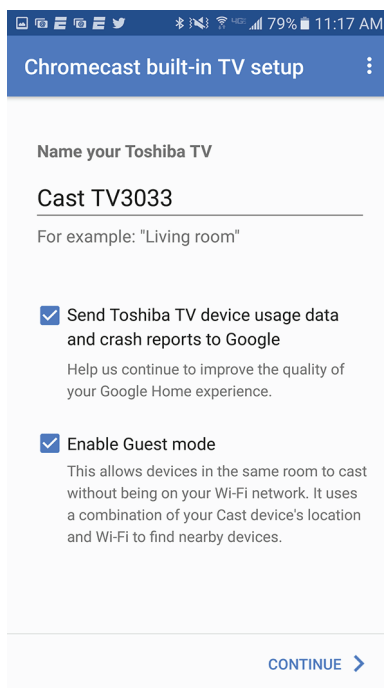 79% 11:17 AM
Chromecast built-in TV setup
Name your Toshiba TV
Cast TV3033
For example: "Living room"
Send Toshiba TV device usage data
and crash reports to Google
Help us continue to improve the quality of
your Google Home experience.
Enable Guest mode
This allows devices in the same room to cast
without being on your Wi-Fi network. It uses
a combination of your Cast device's location
and Wi-Fi to find nearby devices.
CONTINUE